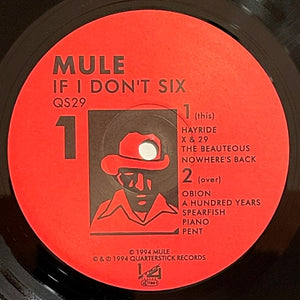 MULE
IF I DON'T SIX
QS29
1
1 (this)
HAYRIDE
X & 29
THE BEAUTEOUS
NOWHERE'S BACK
2 (over)
OBION
A HUNDRED YEARS
SPEARFISH
PIANO
PENT
© 1994 MULE
© & ℗ 1994 QUARTERSTICK RECORDS